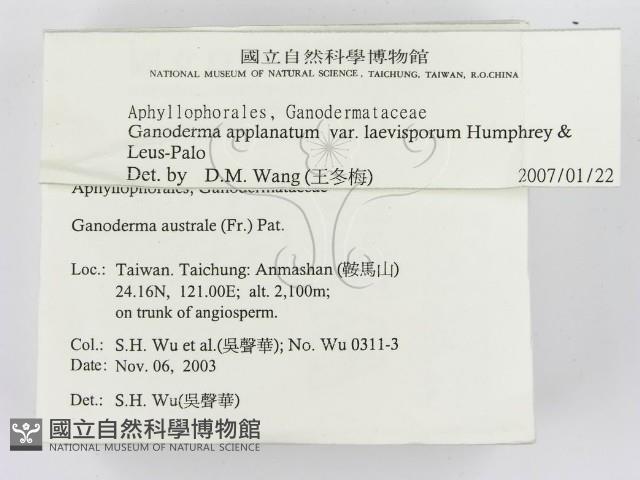 國立自然科學博物館
NATIONAL MUSEUM OF NATURAL SCIENCE, TAICHUNG, TAIWAN, R.O.CHINA
Aphyllophorales, Ganodermataceae
Ganoderma applanatum var. laevisporum Humphrey &
Leus-Palo
Det. by D.M. Wang (王冬梅) 2007/01/22
Aphyllophorales, Ganodermataceae
Ganoderma australe (Fr.) Pat.
Loc.: Taiwan. Taichung: Anmashan (鞍馬山)
24.16N, 121.00E; alt. 2,100m;
on trunk of angiosperm.
Col.: S.H. Wu et al.(吳聲華); No. Wu 0311-3
Date: Nov. 06, 2003
Det.: S.H. Wu(吳聲華)
國立自然科學博物館
NATIONAL MUSEUM OF NATURAL SCIENCE